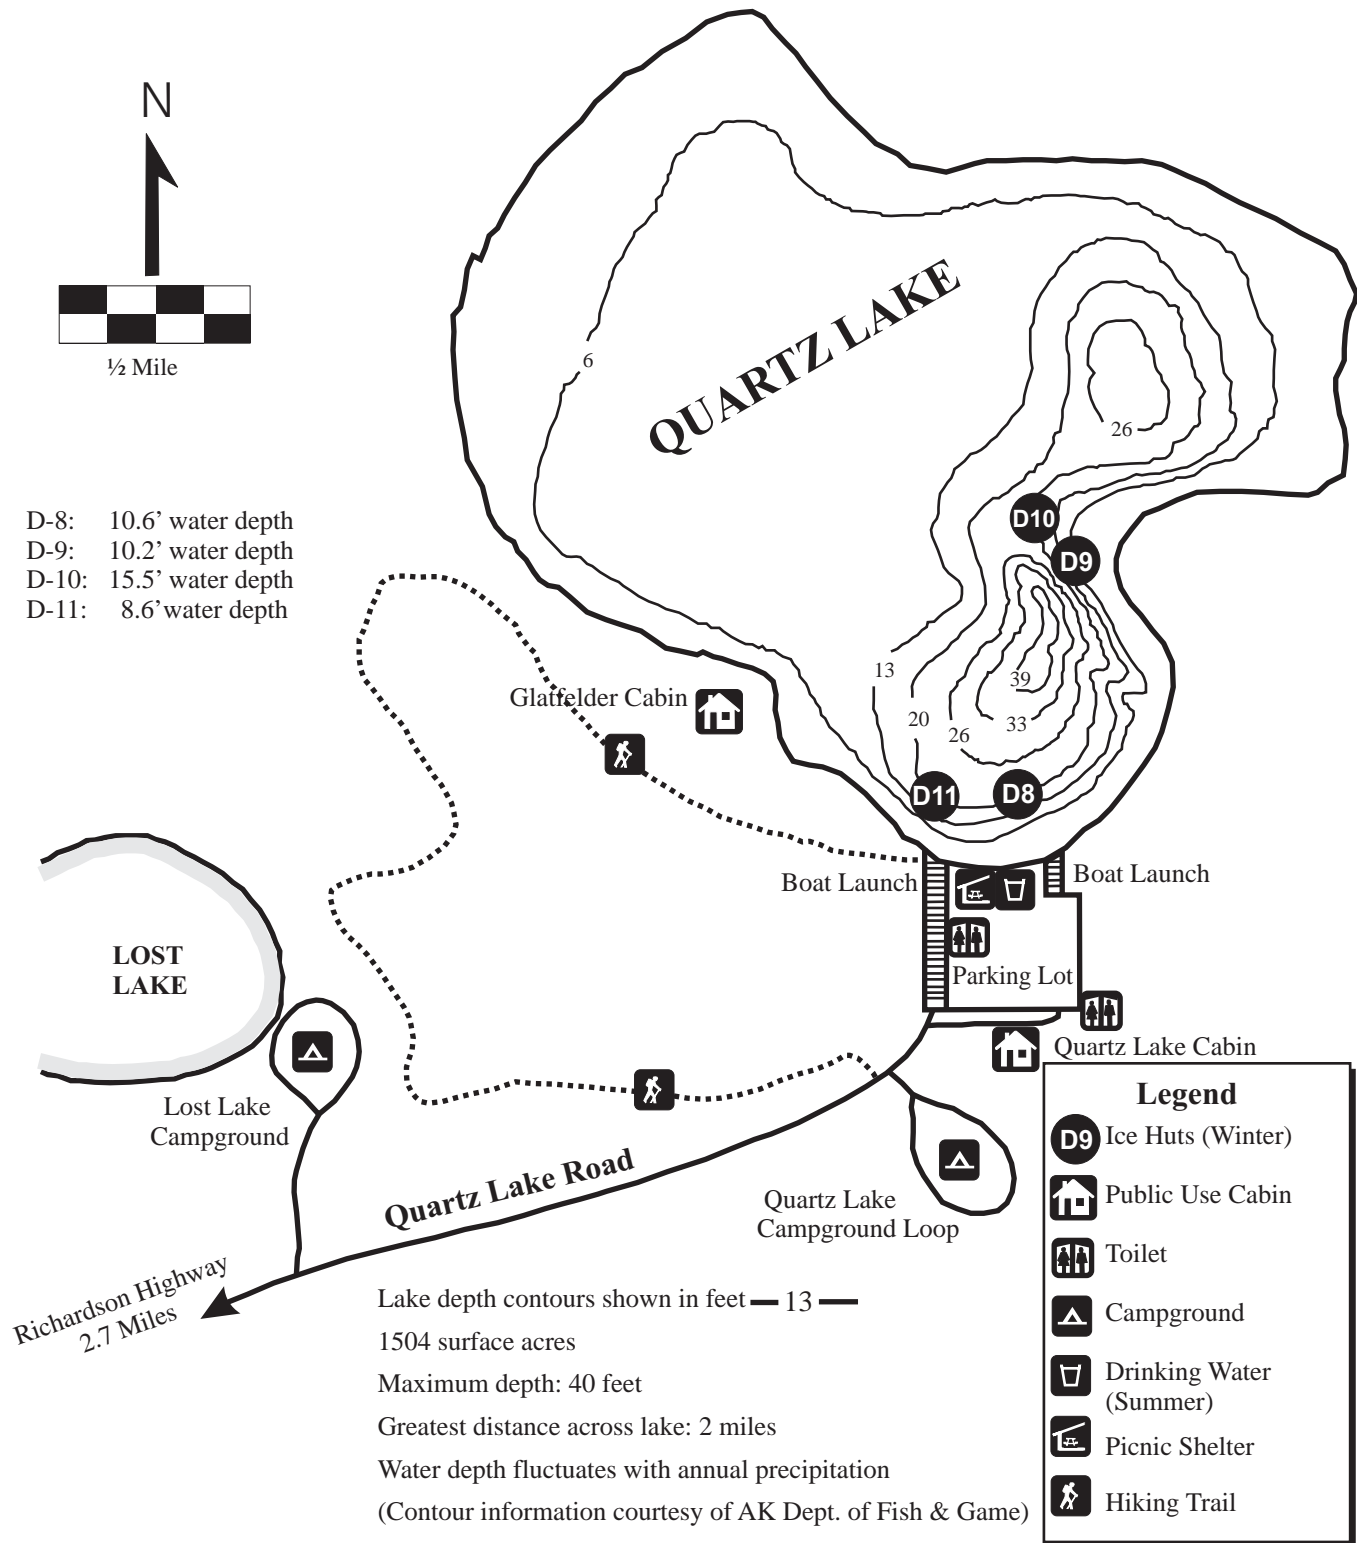 N
½ Mile
QUARTZ LAKE
6
26
D10
D9
D-8: 10.6’ water depth
D-9: 10.2’ water depth
D-10: 15.5’ water depth
D-11: 8.6’water depth
13
39
20
33
26
Glatfelder Cabin
D11
D8
Boat Launch
Boat Launch
Parking Lot
LOST
LAKE
Quartz Lake Cabin
Lost Lake
Campground
Quartz Lake Road
Quartz Lake
Campground Loop
Richardson Highway
2.7 Miles
Lake depth contours shown in feet — 13 —
1504 surface acres
Maximum depth: 40 feet
Greatest distance across lake: 2 miles
Water depth fluctuates with annual precipitation
(Contour information courtesy of AK Dept. of Fish & Game)
Legend
D9 Ice Huts (Winter)
Public Use Cabin
Toilet
Campground
Drinking Water
(Summer)
Picnic Shelter
Hiking Trail